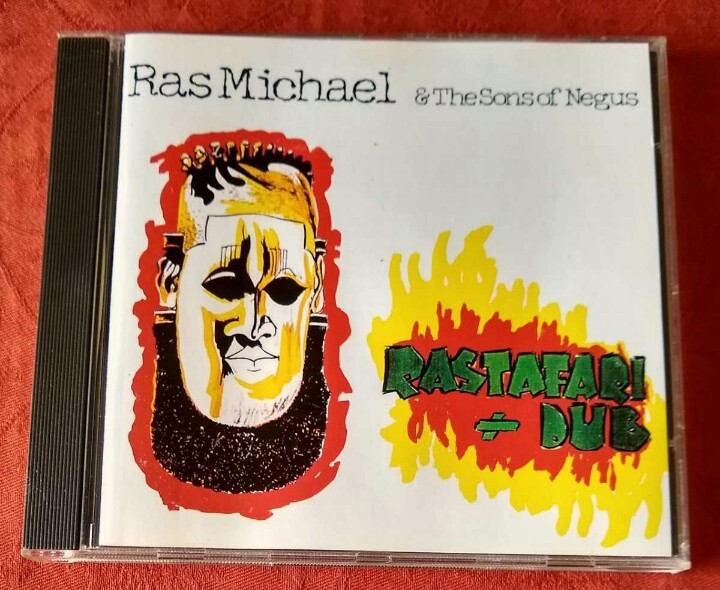 Ras Michael & The Sons of Negus
RASTAFARI
+ DUB